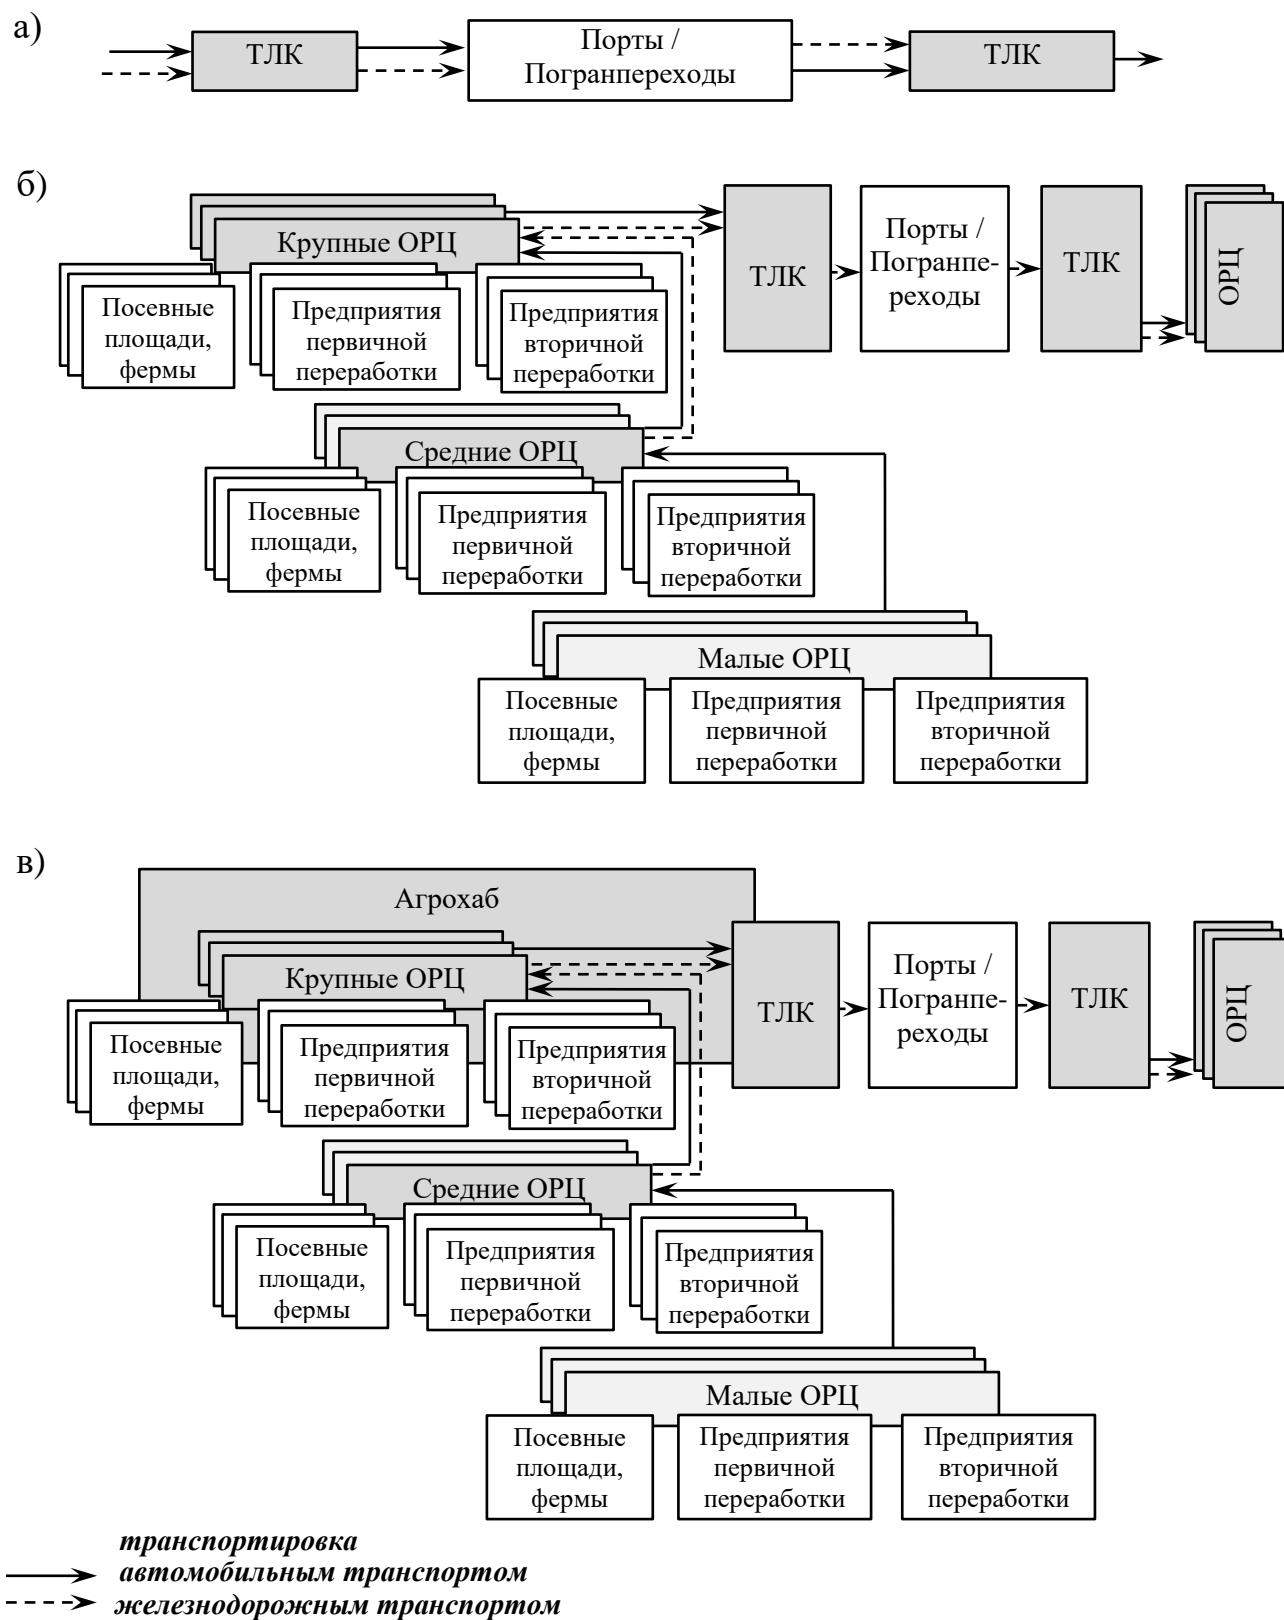 а)
ТЛК
Порты /
Погранпереходы
ТЛК
б)
Крупные ОРЦ
Посевные
площади,
фермы
Предприятия
первичной
переработки
Предприятия
вторичной
переработки
ТЛК
Порты /
Погранпе-
реходы
ТЛК
ОРЦ
Средние ОРЦ
Посевные
площади,
фермы
Предприятия
первичной
переработки
Предприятия
вторичной
переработки
Малые ОРЦ
Посевные
площади,
фермы
Предприятия
первичной
переработки
Предприятия
вторичной
переработки
в)
Агрохаб
Крупные ОРЦ
Посевные
площади,
фермы
Предприятия
первичной
переработки
Предприятия
вторичной
переработки
ТЛК
Порты /
Погранпе-
реходы
ТЛК
ОРЦ
Средние ОРЦ
Посевные
площади,
фермы
Предприятия
первичной
переработки
Предприятия
вторичной
переработки
Малые ОРЦ
Посевные
площади,
фермы
Предприятия
первичной
переработки
Предприятия
вторичной
переработки
транспортировка
автомобильным транспортом
железнодорожным транспортом